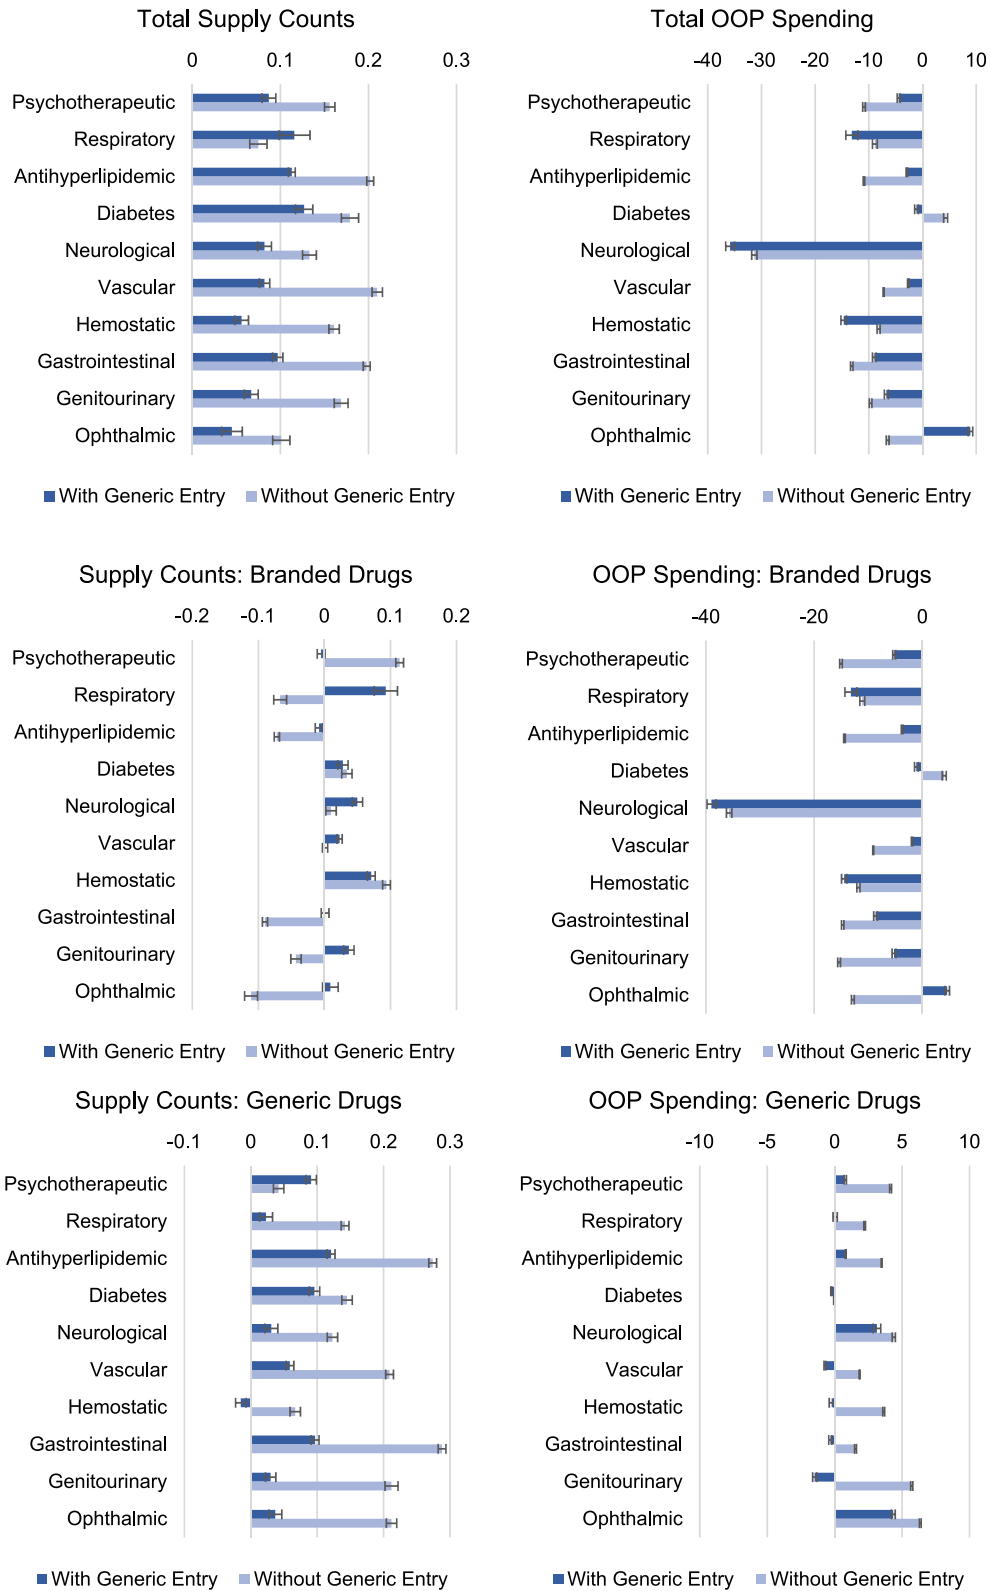 Total Supply Counts
0 0.1 0.2 0.3
Psychotherapeutic
Respiratory
Antihyperlipidemic
Diabetes
Neurological
Vascular
Hemostatic
Gastrointestinal
Genitourinary
Ophthalmic
With Generic Entry Without Generic Entry
Total OOP Spending
-40 -30 -20 -10 0 10
Psychotherapeutic
Respiratory
Antihyperlipidemic
Diabetes
Neurological
Vascular
Hemostatic
Gastrointestinal
Genitourinary
Ophthalmic
With Generic Entry Without Generic Entry
Supply Counts: Branded Drugs
-0.2 -0.1 0 0.1 0.2
Psychotherapeutic
Respiratory
Antihyperlipidemic
Diabetes
Neurological
Vascular
Hemostatic
Gastrointestinal
Genitourinary
Ophthalmic
With Generic Entry Without Generic Entry
OOP Spending: Branded Drugs
-40 -20 0
Psychotherapeutic
Respiratory
Antihyperlipidemic
Diabetes
Neurological
Vascular
Hemostatic
Gastrointestinal
Genitourinary
Ophthalmic
With Generic Entry Without Generic Entry
Supply Counts: Generic Drugs
-0.1 0 0.1 0.2 0.3
Psychotherapeutic
Respiratory
Antihyperlipidemic
Diabetes
Neurological
Vascular
Hemostatic
Gastrointestinal
Genitourinary
Ophthalmic
With Generic Entry Without Generic Entry
OOP Spending: Generic Drugs
-10 -5 0 5 10
Psychotherapeutic
Respiratory
Antihyperlipidemic
Diabetes
Neurological
Vascular
Hemostatic
Gastrointestinal
Genitourinary
Ophthalmic
With Generic Entry Without Generic Entry